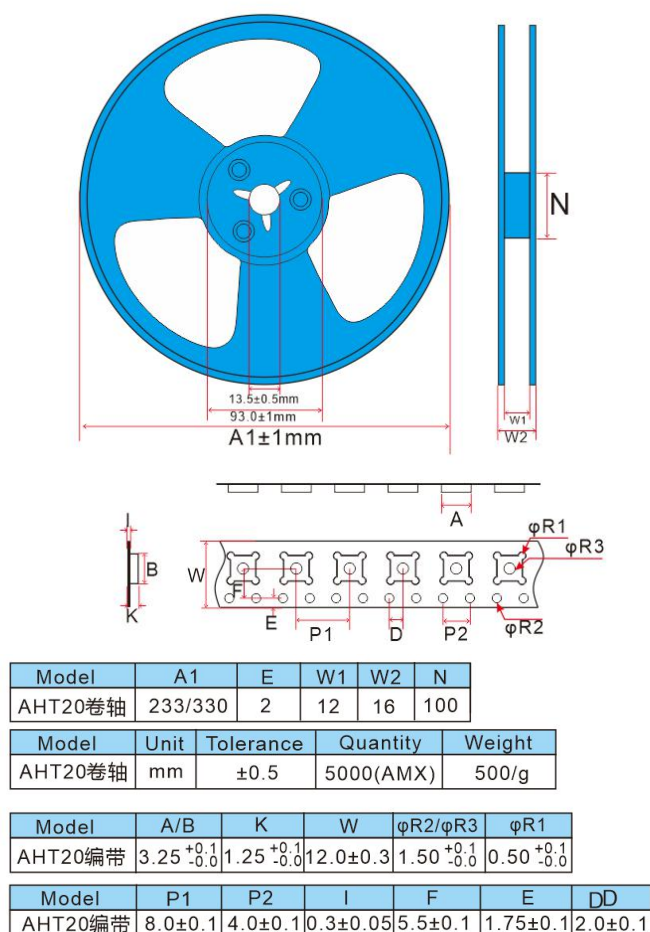 N
13.5±0.5mm
93.0±1mm
A1±1mm
W1
W2
A
I
B
K
W
F
E
P1
D
P2
φR1
φR3
φR2
Model A1 E W1 W2 N
AHT20卷轴 233/330 2 12 16 100
Model Unit Tolerance Quantity Weight
AHT20卷轴 mm ±0.5 5000(AMX) 500/g
Model A/B K W φR2/φR3 φR1
AHT20编带 3.25 +0.1 -0.0 1.25 +0.1 -0.0 12.0±0.3 1.50 +0.1 -0.0 0.50 +0.1 -0.0
Model P1 P2 I F E DD
AHT20编带 8.0±0.1 4.0±0.1 0.3±0.05 5.5±0.1 1.75±0.1 2.0±0.1